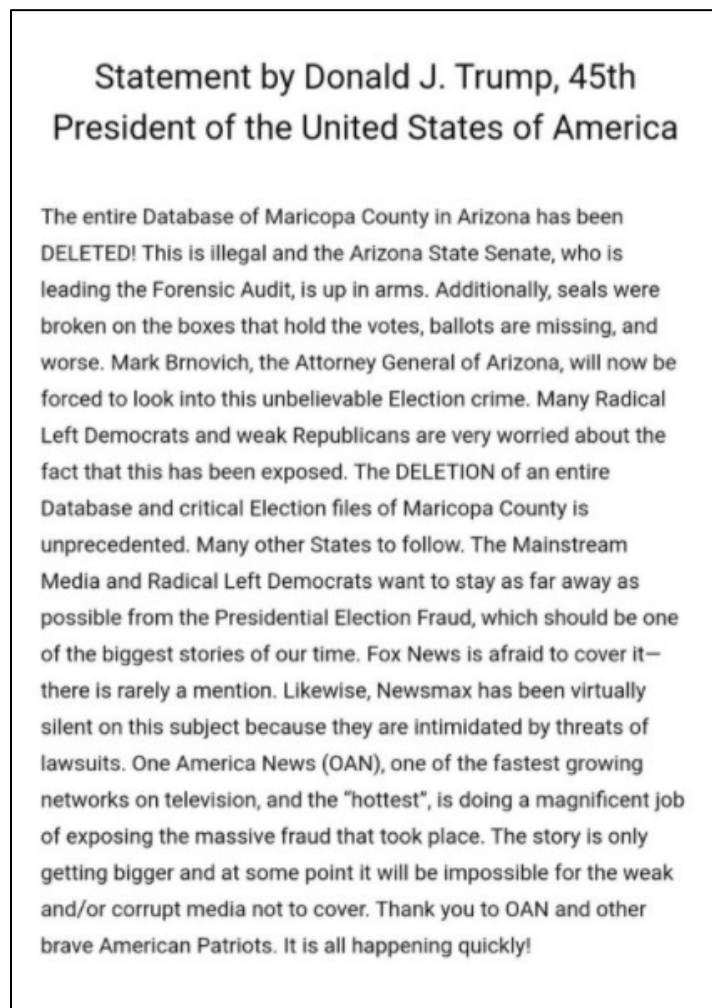 Statement by Donald J. Trump, 45th
President of the United States of America
The entire Database of Maricopa County in Arizona has been
DELETED! This is illegal and the Arizona State Senate, who is
leading the Forensic Audit, is up in arms. Additionally, seals were
broken on the boxes that hold the votes, ballots are missing, and
worse. Mark Brnovich, the Attorney General of Arizona, will now be
forced to look into this unbelievable Election crime. Many Radical
Left Democrats and weak Republicans are very worried about the
fact that this has been exposed. The DELETION of an entire
Database and critical Election files of Maricopa County is
unprecedented. Many other States to follow. The Mainstream
Media and Radical Left Democrats want to stay as far away as
possible from the Presidential Election Fraud, which should be one
of the biggest stories of our time. Fox News is afraid to cover it—
there is rarely a mention. Likewise, Newsmax has been virtually
silent on this subject because they are intimidated by threats of
lawsuits. One America News (OAN), one of the fastest growing
networks on television, and the "hottest", is doing a magnificent job
of exposing the massive fraud that took place. The story is only
getting bigger and at some point it will be impossible for the weak
and/or corrupt media not to cover. Thank you to OAN and other
brave American Patriots. It is all happening quickly!